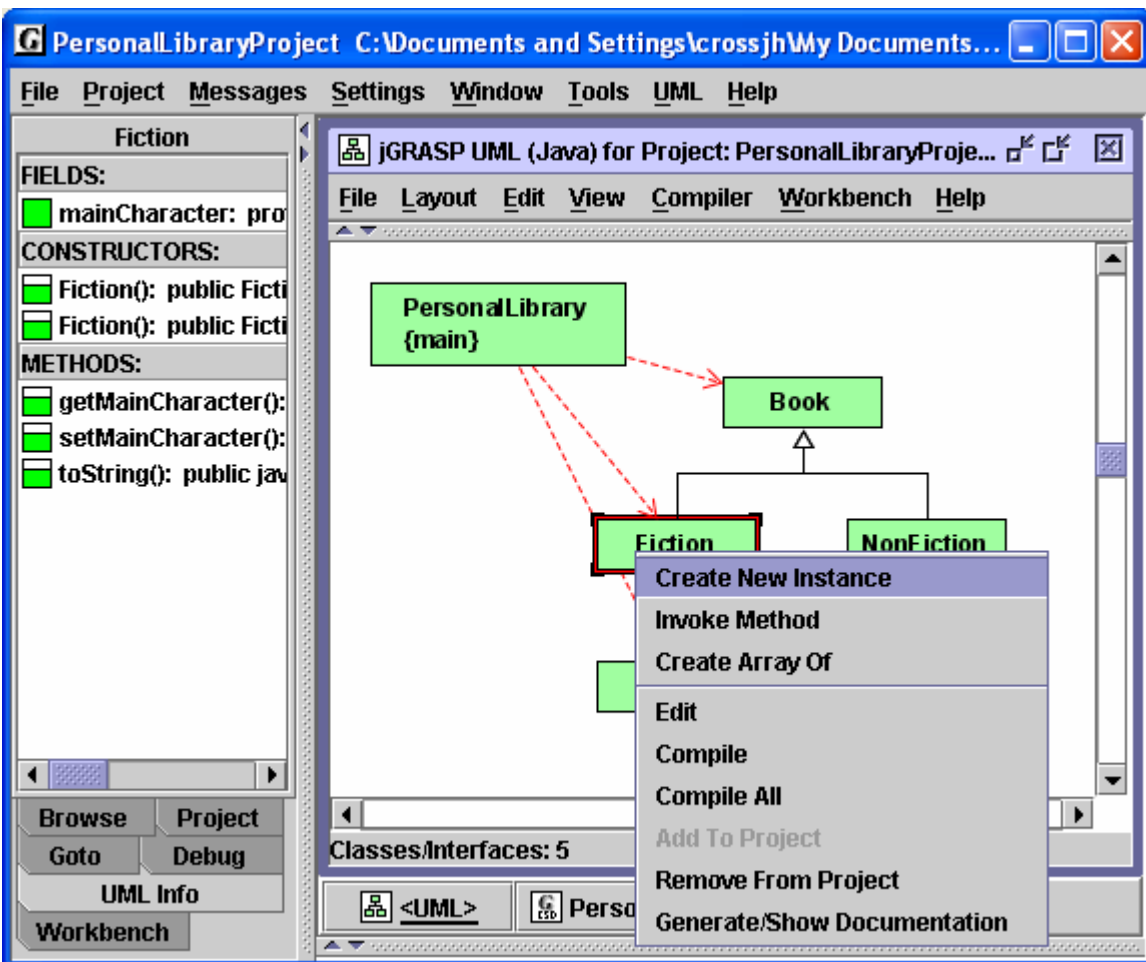 G PersonalLibraryProject C:\Documents and Settings\crossjh\My Documents...
File Project Messages Settings Window Tools UML Help
Fiction
FIELDS:
mainCharacter: pro
CONSTRUCTORS:
Fiction(): public Ficti
Fiction(): public Ficti
METHODS:
getMainCharacter():
setMainCharacter():
toString(): public jav
Browse Project
Goto Debug
UML Info
Workbench
jGRASP UML (Java) for Project: PersonalLibraryProje...
File Layout Edit View Compiler Workbench Help
PersonalLibrary
{main}
Book
Fiction
NonFiction
Create New Instance
Invoke Method
Create Array Of
Edit
Compile
Compile All
Add To Project
Remove From Project
Generate/Show Documentation
Classes/Interfaces: 5
<UML>
G
CSD
Perso